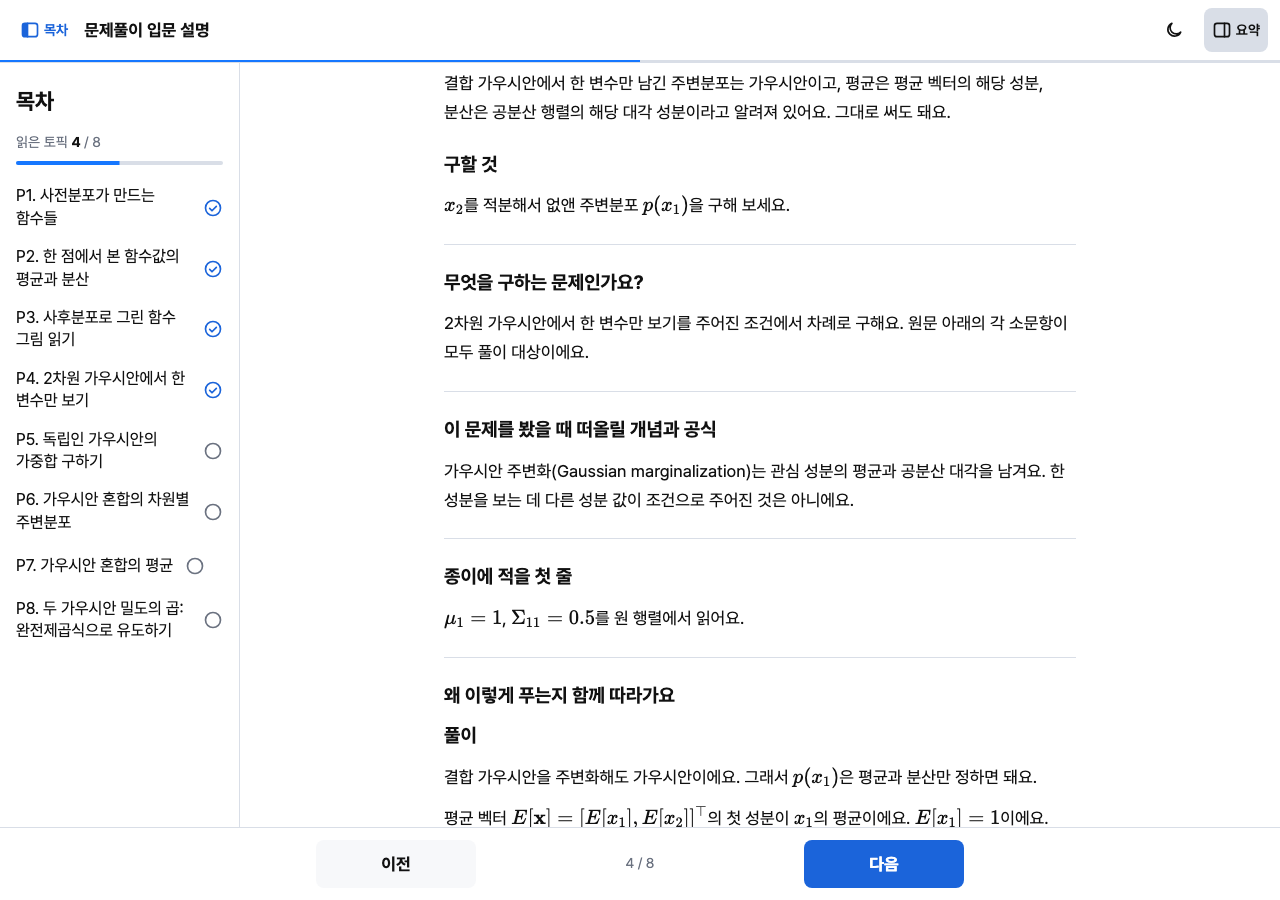 목차
문제풀이 입문 설명
요약
목차
읽은 토픽 4 / 8
P1. 사전분포가 만드는
함수들
P2. 한 점에서 본 함수값의
평균과 분산
P3. 사후분포로 그린 함수
그림 읽기
P4. 2차원 가우시안에서 한
변수만 보기
P5. 독립인 가우시안의
가중합 구하기
P6. 가우시안 혼합의 차원별
주변분포
P7. 가우시안 혼합의 평균
P8. 두 가우시안 밀도의 곱:
완전제곱식으로 유도하기
결합 가우시안에서 한 변수만 남긴 주변분포는 가우시안이고, 평균은 평균 벡터의 해당 성분,
분산은 공분산 행렬의 해당 대각 성분이라고 알려져 있어요. 그대로 써도 돼요.
구할 것
x₂를 적분해서 없앤 주변분포 p(x₁)을 구해 보세요.
무엇을 구하는 문제인가요?
2차원 가우시안에서 한 변수만 보기를 주어진 조건에서 차례로 구해요. 원문 아래의 각 소문항이
모두 풀이 대상이에요.
이 문제를 봤을 때 떠올릴 개념과 공식
가우시안 주변화(Gaussian marginalization)는 관심 성분의 평균과 공분산 대각을 남겨요. 한
성분을 보는 데 다른 성분 값이 조건으로 주어진 것은 아니에요.
종이에 적을 첫 줄
μ₁ = 1, Σ₁₁ = 0.5를 원 행렬에서 읽어요.
왜 이렇게 푸는지 함께 따라가요
풀이
결합 가우시안을 주변화해도 가우시안이에요. 그래서 p(x₁)은 평균과 분산만 정하면 돼요.
평균 벡터 E[𝐱] = [E[x₁], E[x₂]]⊤의 첫 성분이 x₁의 평균이에요. E[x₁] = 1이에요.
이전
4 / 8
다음